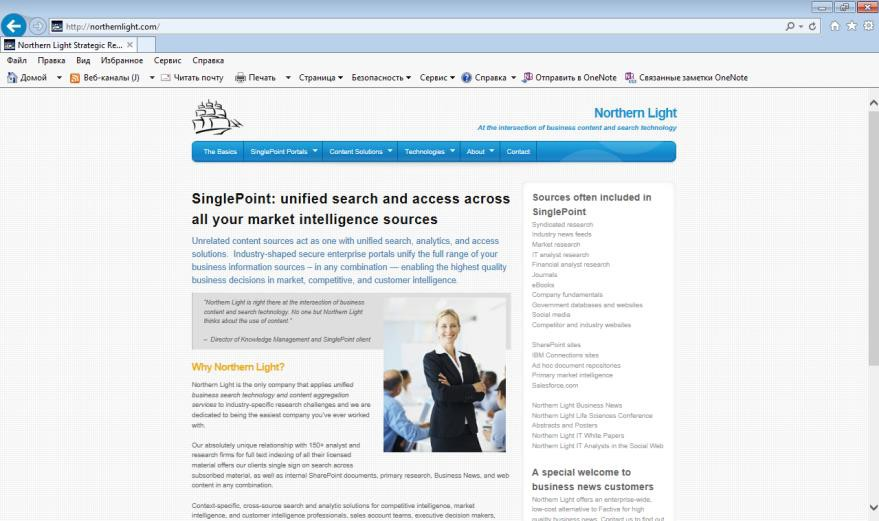 http://northernlight.com/
Northern Light Strategic Re...
Файл Правка Вид Избранное Сервис Справка
Домой Веб-каналы (J) Читать почту Печать Страница Безопасность Сервис Справка Отправить в OneNote Связанные заметки OneNote
Northern Light
At the intersection of business content and search technology
The Basics SinglePoint Portals Content Solutions Technologies About Contact
SinglePoint: unified search and access across
all your market intelligence sources
Unrelated content sources act as one with unified search, analytics, and access
solutions. Industry-shaped secure enterprise portals unify the full range of your
business information sources – in any combination — enabling the highest quality
business decisions in market, competitive, and customer intelligence.
"Northern Light is right there at the intersection of business
content and search technology. No one but Northern Light
thinks about the use of content."
– Director of Knowledge Management and SinglePoint client
Why Northern Light?
Northern Light is the only company that applies unified
business search technology and content aggregation
services to industry-specific research challenges and we are
dedicated to being the easiest company you've ever worked
with.
Our absolutely unique relationship with 150+ analyst and
research firms for full text indexing of all their licensed
material offers our clients single sign on search across
subscribed material, as well as internal SharePoint documents, primary research, Business News, and web
content in any combination.
Context-specific, cross-source search and analytic solutions for competitive intelligence, market
intelligence, and customer intelligence professionals, sales account teams, executive decision makers,
Sources often included in
SinglePoint
Syndicated research
Industry news feeds
Market research
IT analyst research
Financial analyst research
Journals
eBooks
Company fundamentals
Government databases and websites
Social media
Competitor and industry websites
SharePoint sites
IBM Connections sites
Ad hoc document repositories
Primary market intelligence
Salesforce.com
Northern Light Business News
Northern Light Life Sciences Conference
Abstracts and Posters
Northern Light IT White Papers
Northern Light IT Analysts in the Social Web
A special welcome to
business news customers
Northern Light offers an enterprise-wide,
low-cost alternative to Factiva for high
quality business news. Contact us to find out